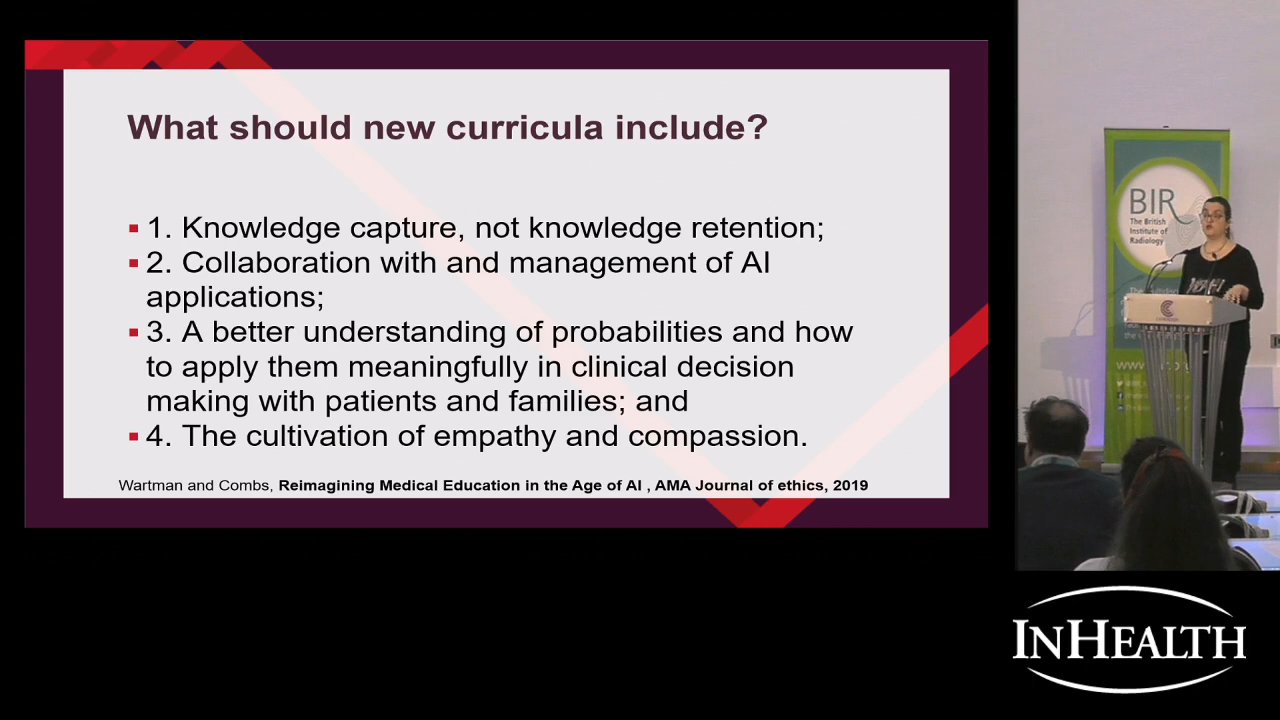 What should new curricula include?
1. Knowledge capture, not knowledge retention;
2. Collaboration with and management of AI
applications;
3. A better understanding of probabilities and how
to apply them meaningfully in clinical decision
making with patients and families; and
4. The cultivation of empathy and compassion.
Wartman and Combs, Reimagining Medical Education in the Age of AI , AMA Journal of ethics, 2019
BIR
The British
Institute of
Radiology
INHEALTH